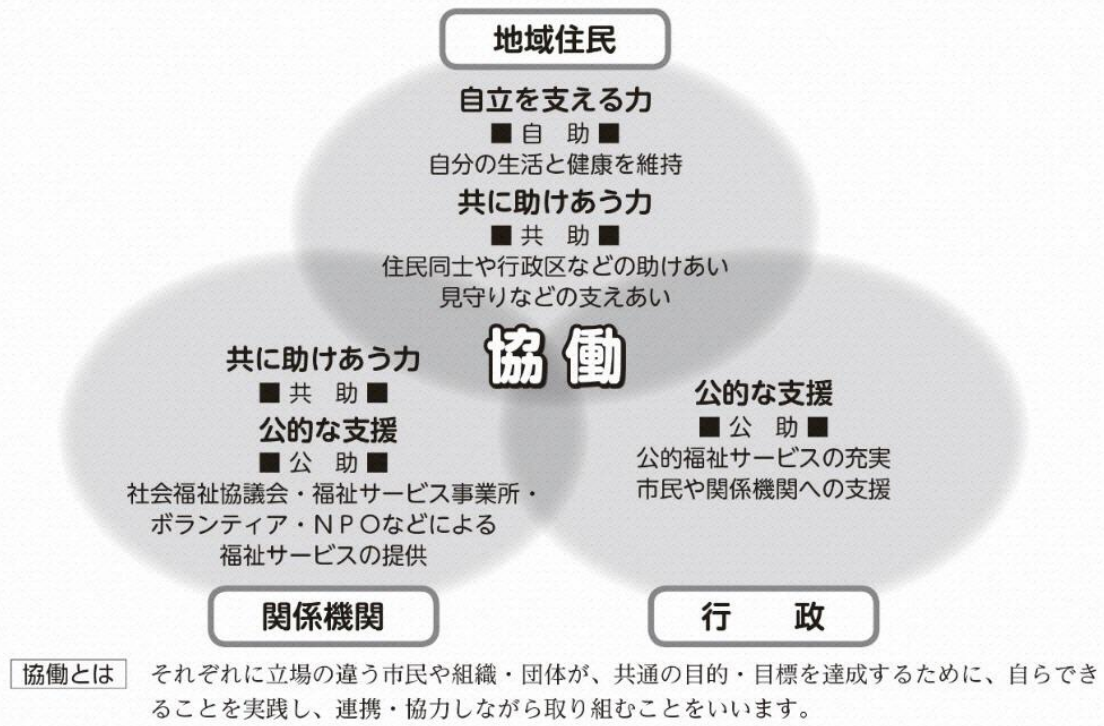 地域住民
自立を支える力
■自　助■
自分の生活と健康を維持
共に助けあう力
■共　助■
住民同士や行政区などの助けあい
見守りなどの支えあい
協働
共に助けあう力
■共　助■
公的な支援
■公　助■
社会福祉協議会・福祉サービス事業所・
ボランティア・ＮＰＯなどによる
福祉サービスの提供
関係機関
公的な支援
■公　助■
公的福祉サービスの充実
市民や関係機関への支援
行　政
協働とは　それぞれに立場の違う市民や組織・団体が、共通の目的・目標を達成するために、自らでき
ることを実践し、連携・協力しながら取り組むことをいいます。